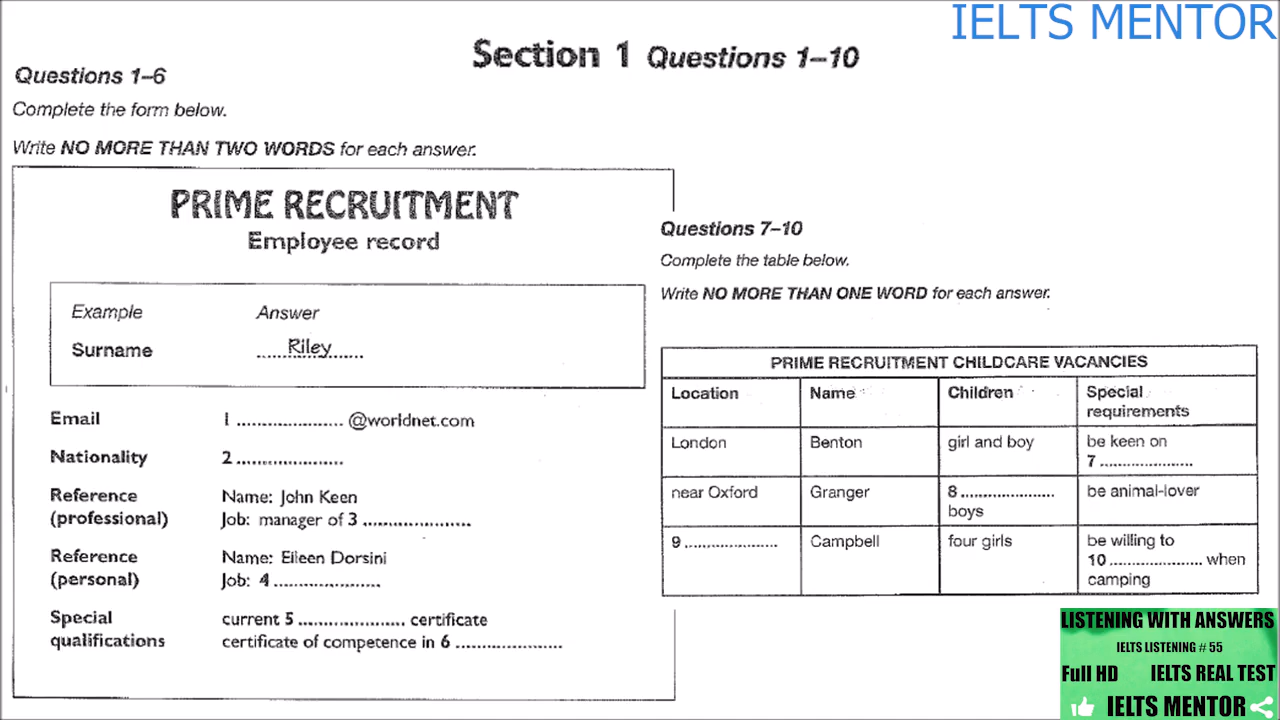 IELTS MENTOR
Section 1 Questions 1–10
Questions 1–6
Complete the form below.
Write NO MORE THAN TWO WORDS for each answer.
PRIME RECRUITMENT
Employee record
Example Answer
Surname ......Riley......
Email 1 ...................... @worldnet.com
Nationality 2 ......................
Reference Name: John Keen
(professional) Job: manager of 3 ......................
Reference Name: Eileen Dorsini
(personal) Job: 4 ......................
Special current 5 ...................... certificate
qualifications certificate of competence in 6 ......................
Questions 7–10
Complete the table below.
Write NO MORE THAN ONE WORD for each answer.
PRIME RECRUITMENT CHILDCARE VACANCIES
Location Name Children Special
requirements
London Benton girl and boy be keen on
7 ...................
near Oxford Granger 8 ................... be animal-lover
boys
9 ................... Campbell four girls be willing to
10 ................... when
camping
LISTENING WITH ANSWERS
IELTS LISTENING # 55
Full HD IELTS REAL TEST
IELTS MENTOR